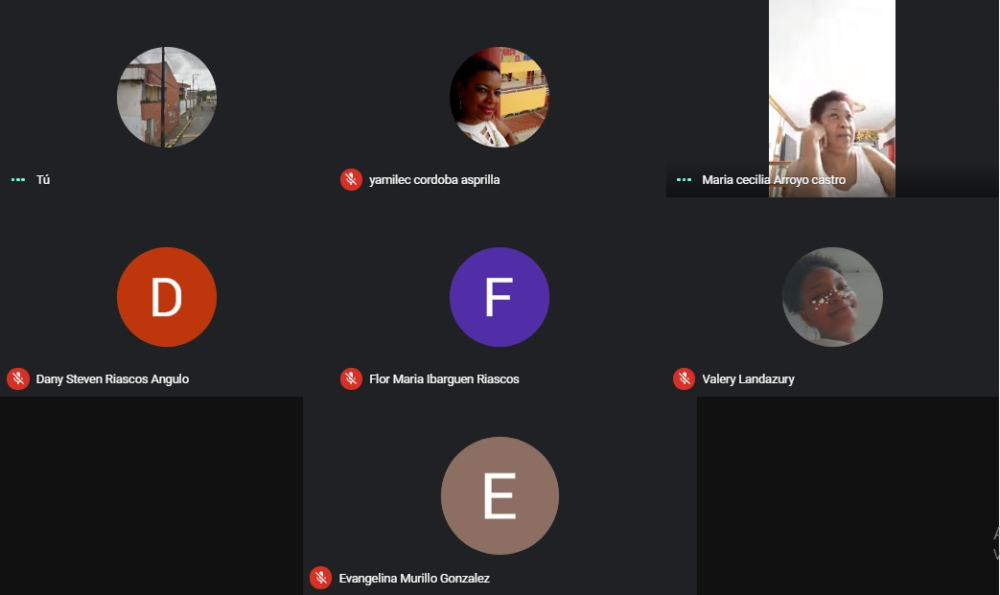 Tú
yamilec cordoba asprilla
Maria cecilia Arroyo castro
D
F
Dany Steven Riascos Angulo
Flor Maria Ibarguen Riascos
Valery Landazury
E
Evangelina Murillo Gonzalez